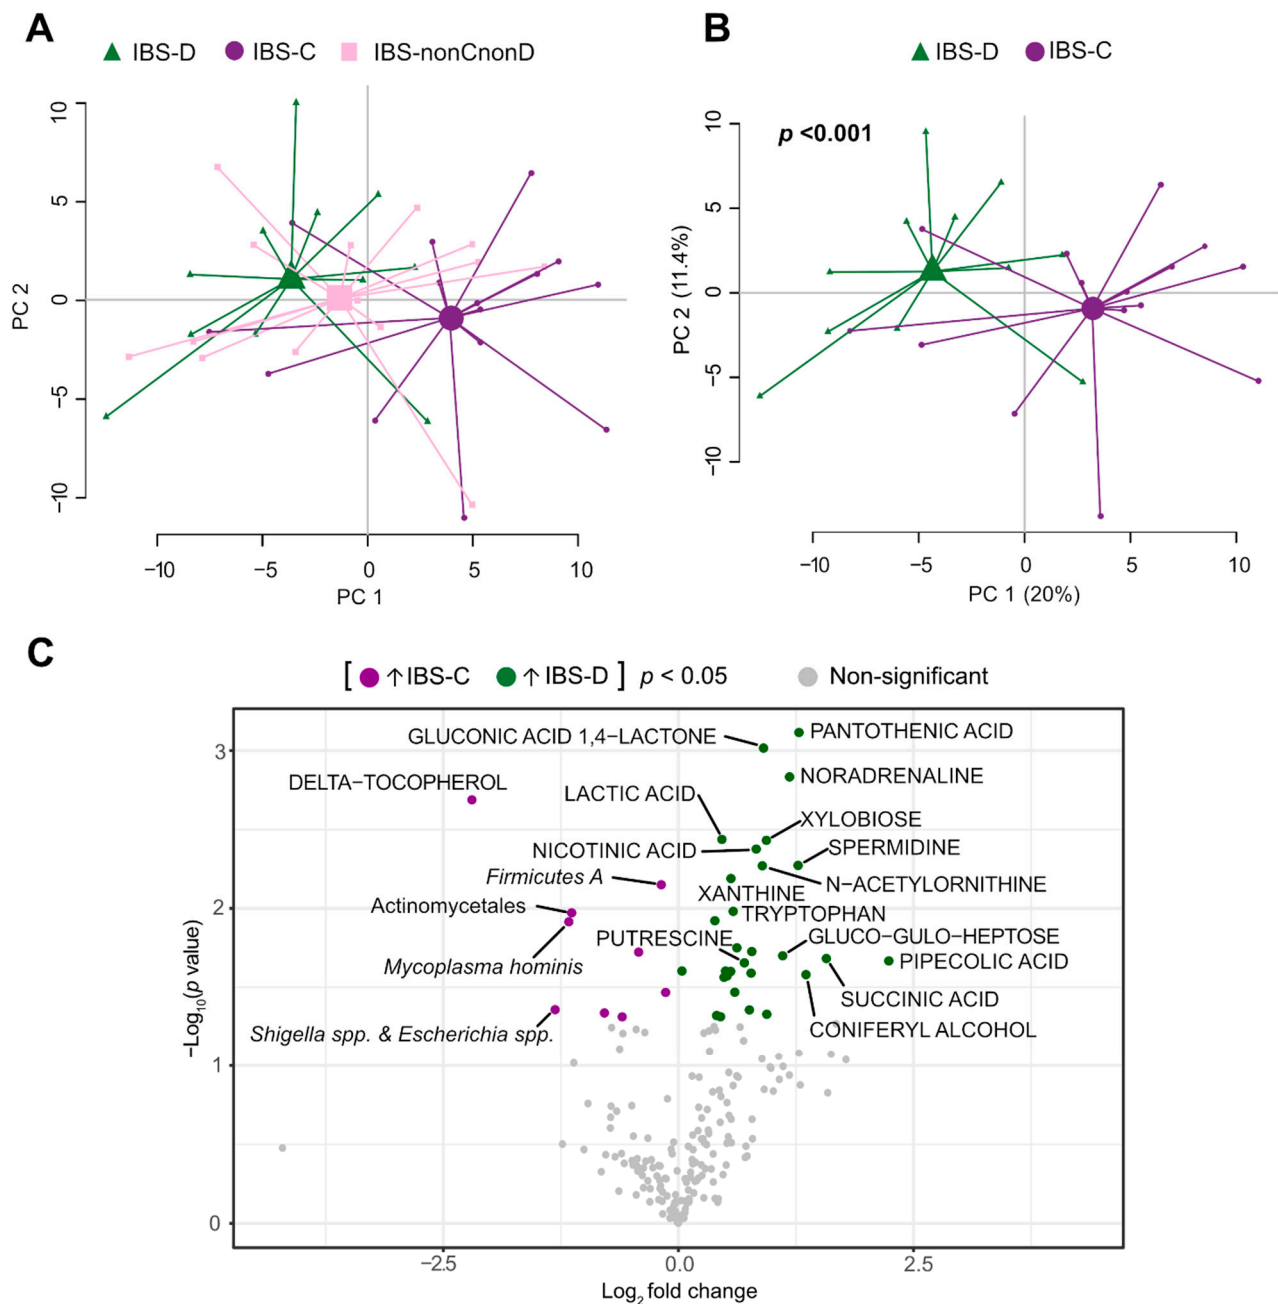 A
IBS-D IBS-C IBS-nonCnonD
10
5
0
−5
−10
PC 2
−10 −5 0 5 10
PC 1
B
IBS-D IBS-C
p <0.001
10
5
0
−5
−10
PC 2 (11.4%)
−10 −5 0 5 10
PC 1 (20%)
C
[ ↑IBS-C ↑IBS-D ] p < 0.05 Non-significant
GLUCONIC ACID 1,4−LACTONE
PANTOTHENIC ACID
DELTA−TOCOPHEROL
NORADRENALINE
LACTIC ACID
XYLOBIOSE
NICOTINIC ACID
SPERMIDINE
Firmicutes A
N−ACETYLORNITHINE
XANTHINE
Actinomycetales
TRYPTOPHAN
PUTRESCINE
GLUCO−GULO−HEPTOSE
Mycoplasma hominis
PIPECOLIC ACID
SUCCINIC ACID
Shigella spp. & Escherichia spp.
CONIFERYL ALCOHOL
3
2
1
0
−Log10(p value)
−2.5 0.0 2.5
Log2 fold change